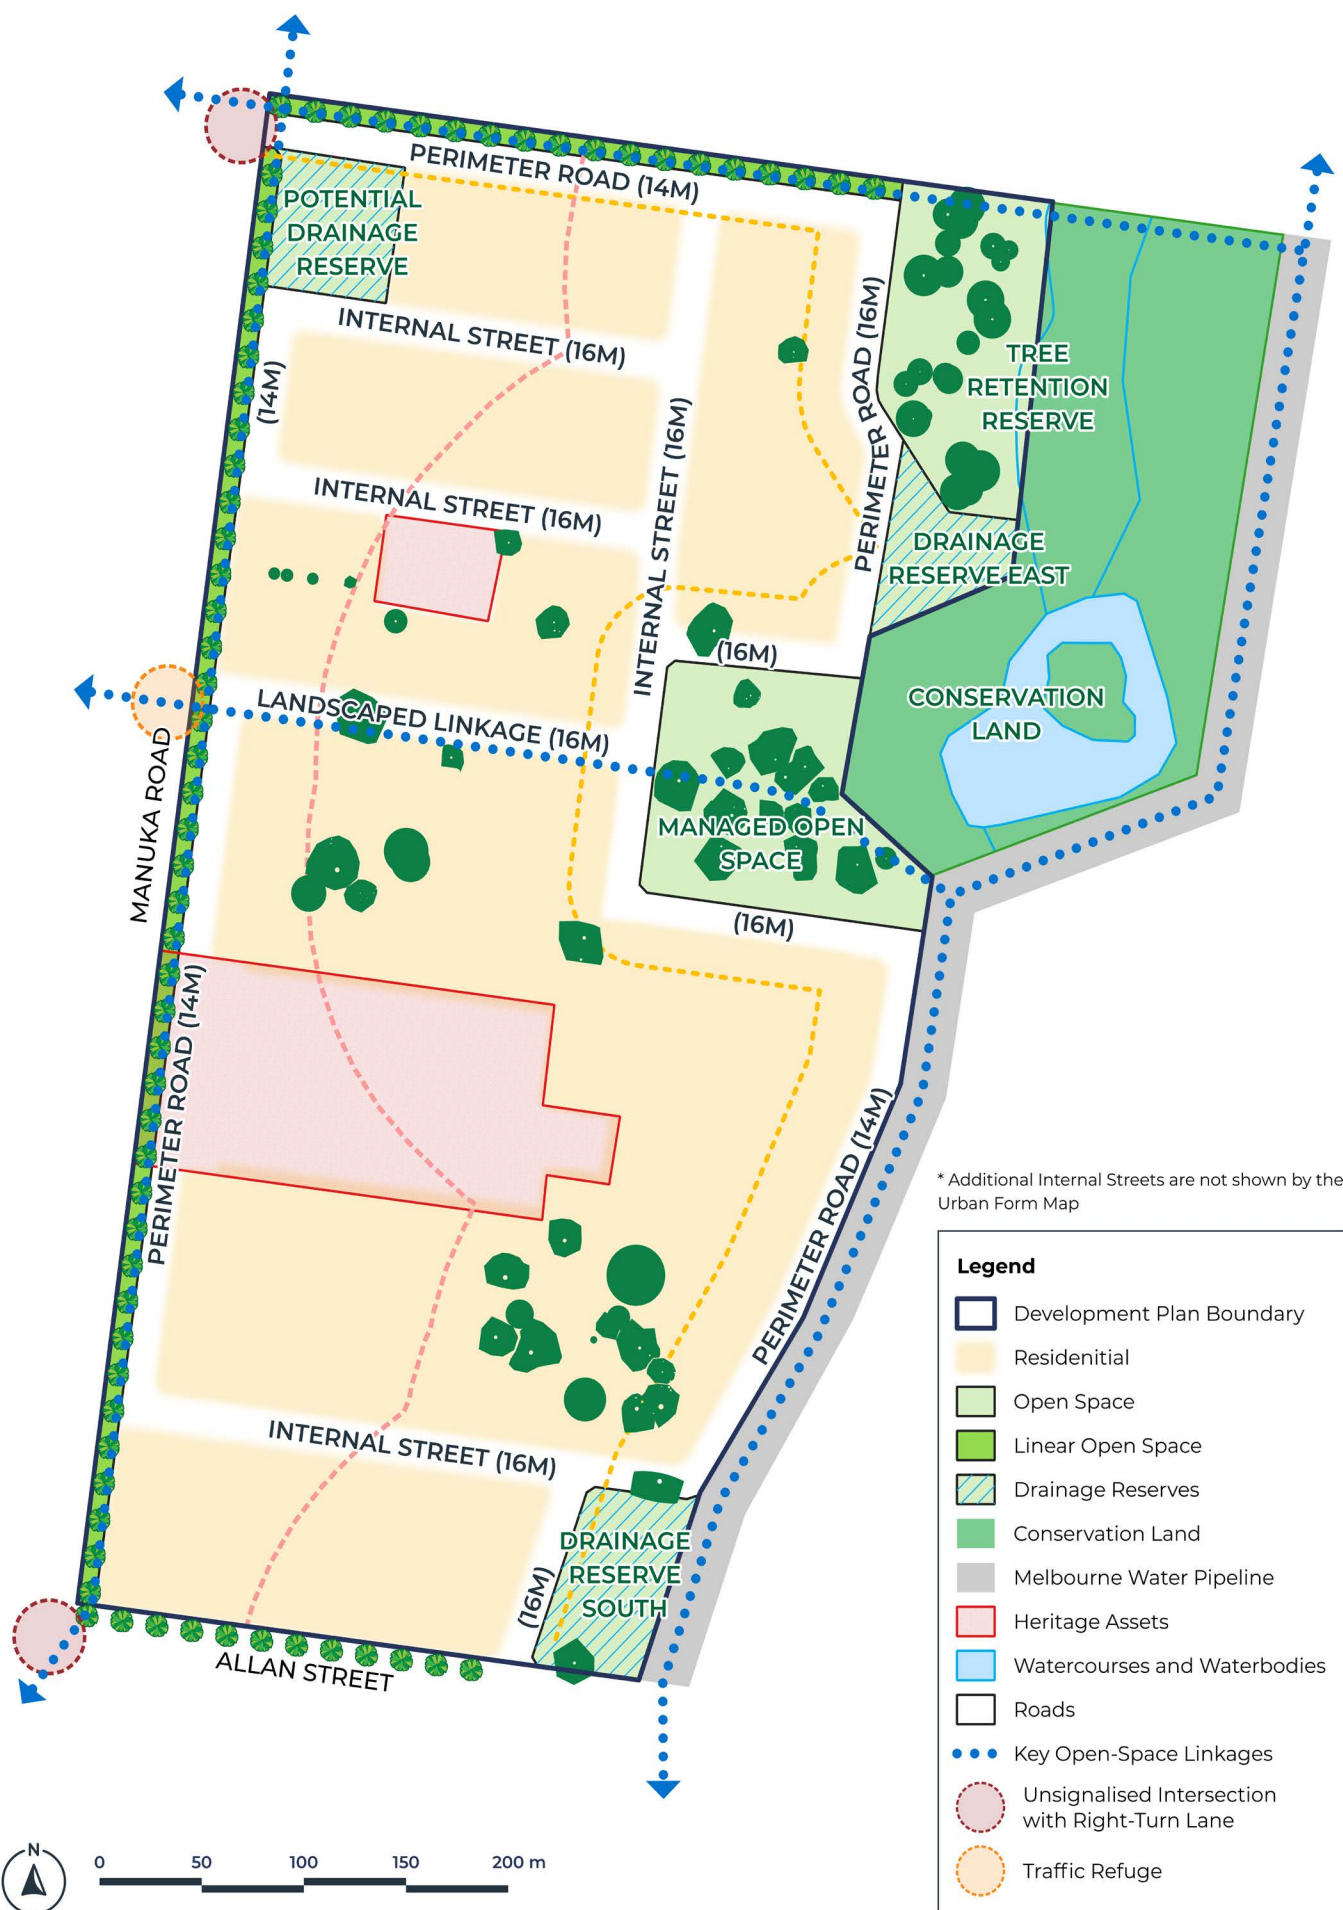 PERIMETER ROAD (14M)
POTENTIAL
DRAINAGE
RESERVE
INTERNAL STREET (16M)
(14M)
PERIMETER ROAD (16M)
TREE
RETENTION
RESERVE
INTERNAL STREET (16M)
INTERNAL STREET (16M)
DRAINAGE
RESERVE EAST
(16M)
LANDSCAPED LINKAGE (16M)
CONSERVATION
LAND
MANUKA ROAD
MANAGED OPEN
SPACE
(16M)
PERIMETER ROAD (14M)
PERIMETER ROAD (14M)
INTERNAL STREET (16M)
DRAINAGE
RESERVE
SOUTH
(16M)
ALLAN STREET
* Additional Internal Streets are not shown by the
Urban Form Map
Legend
Development Plan Boundary
Residenitial
Open Space
Linear Open Space
Drainage Reserves
Conservation Land
Melbourne Water Pipeline
Heritage Assets
Watercourses and Waterbodies
Roads
Key Open-Space Linkages
Unsignalised Intersection
with Right-Turn Lane
Traffic Refuge
N
0 50 100 150 200 m